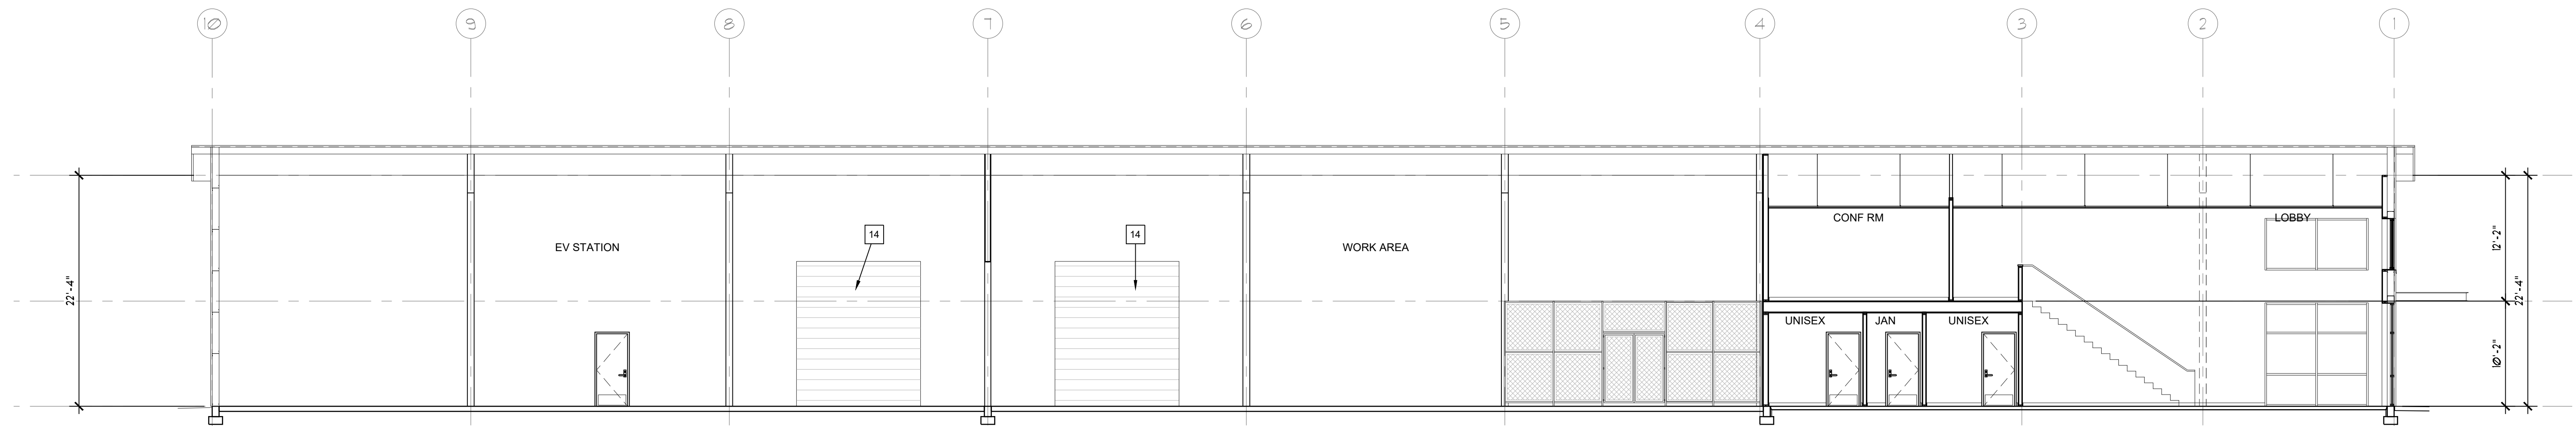 10 9 8 7 6 5 4 3 2 1
CONF RM LOBBY
14 14
EV STATION WORK AREA
12'-2"
22'-4" 22'-4"
UNISEX JAN UNISEX
10'-2"